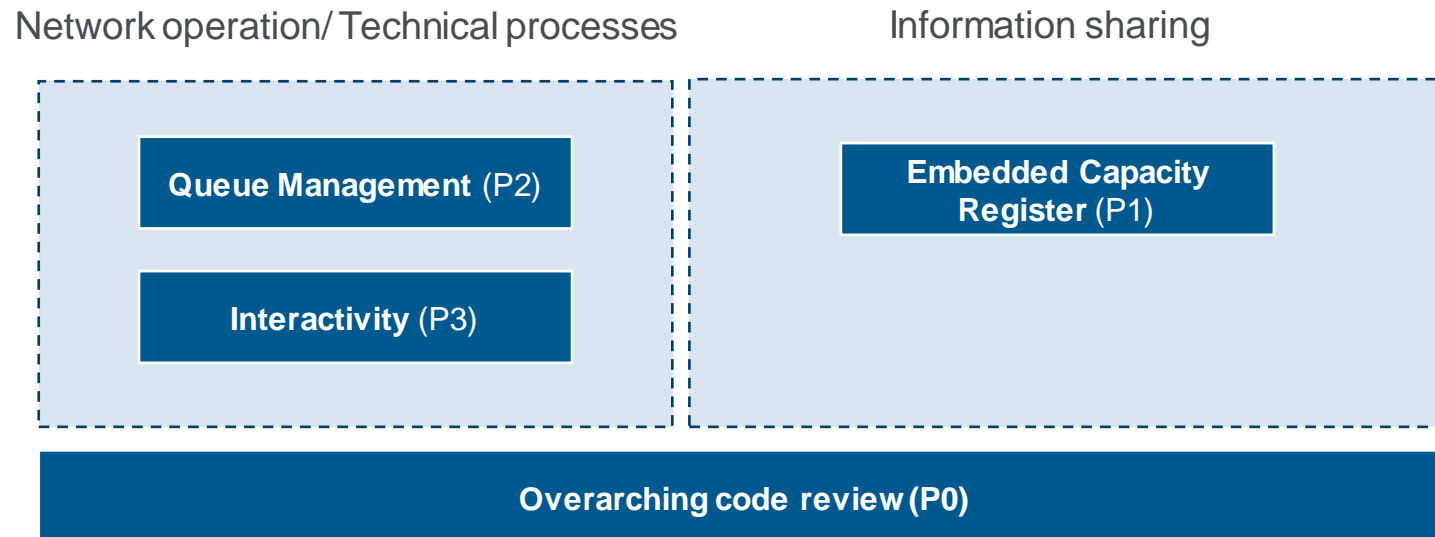 Network operation/ Technical processes
Information sharing
Queue Management (P2)
Interactivity (P3)
Embedded Capacity
Register (P1)
Overarching code review (P0)